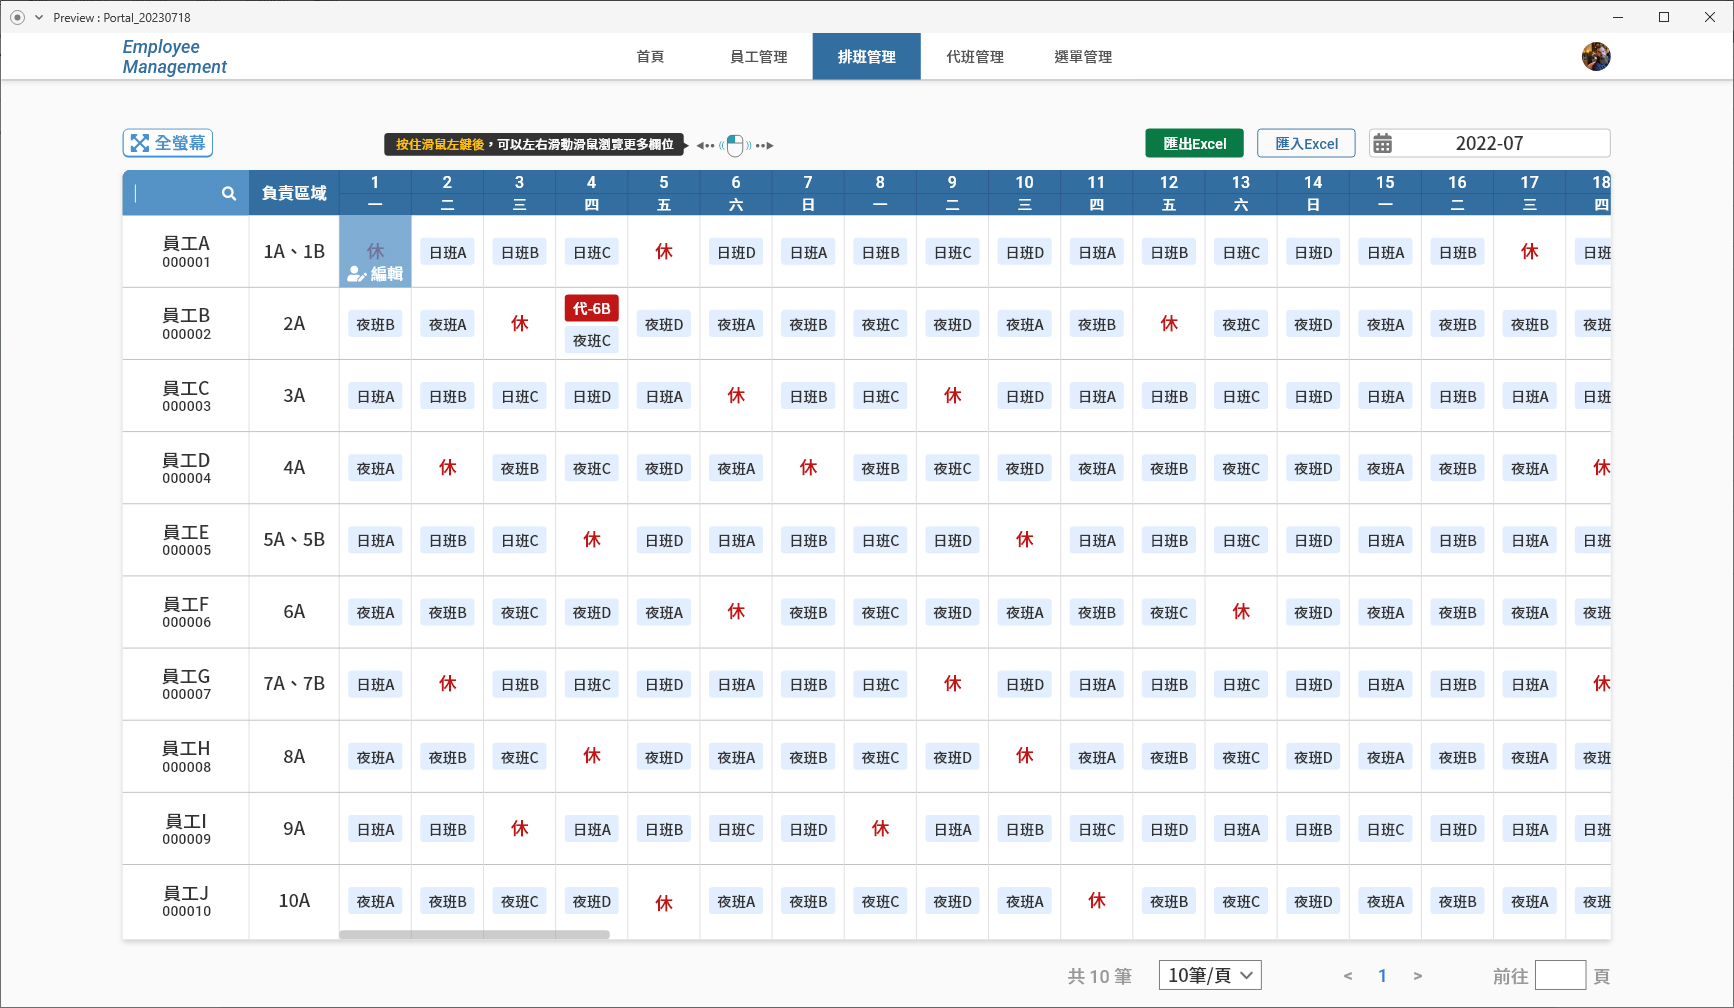 Preview : Portal_20230718
Employee
Management
首頁 員工管理 排班管理 代班管理 選單管理
全螢幕 按住滑鼠左鍵後，可以左右滑動滑鼠瀏覽更多欄位 匯出Excel 匯入Excel 2022-07
負責區域 1 2 3 4 5 6 7 8 9 10 11 12 13 14 15 16 17 18
一 二 三 四 五 六 日 一 二 三 四 五 六 日 一 二 三 四
員工A 1A、1B 休 日班A 日班B 日班C 休 日班D 日班A 日班B 日班C 日班D 日班A 日班B 日班C 日班D 日班A 日班B 休 日班
000001 編輯
員工B 2A 夜班B 夜班A 休 代-6B 夜班D 夜班A 夜班B 夜班C 夜班D 夜班A 夜班B 休 夜班C 夜班D 夜班A 夜班B 夜班B 夜班
000002 夜班C
員工C 3A 日班A 日班B 日班C 日班D 日班A 休 日班B 日班C 休 日班D 日班A 日班B 日班C 日班D 日班A 日班B 日班A 日班
000003
員工D 4A 夜班A 休 夜班B 夜班C 夜班D 夜班A 休 夜班B 夜班C 夜班D 夜班A 夜班B 夜班C 夜班D 夜班A 夜班B 夜班A 休
000004
員工E 5A、5B 日班A 日班B 日班C 休 日班D 日班A 日班B 日班C 日班D 休 日班A 日班B 日班C 日班D 日班A 日班B 日班A 日班
000005
員工F 6A 夜班A 夜班B 夜班C 夜班D 夜班A 休 夜班B 夜班C 夜班D 夜班A 夜班B 夜班C 休 夜班D 夜班A 夜班B 夜班A 夜班
000006
員工G 7A、7B 日班A 休 日班B 日班C 日班D 日班A 日班B 日班C 休 日班D 日班A 日班B 日班C 日班D 日班A 日班B 日班A 休
000007
員工H 8A 夜班A 夜班B 夜班C 休 夜班D 夜班A 夜班B 夜班C 夜班D 休 夜班A 夜班B 夜班C 夜班D 夜班A 夜班B 夜班A 夜班
000008
員工I 9A 日班A 日班B 休 日班A 日班B 日班C 日班D 休 日班A 日班B 日班C 日班D 日班A 日班B 日班C 日班D 日班A 日班
000009
員工J 10A 夜班A 夜班B 夜班C 夜班D 休 夜班A 夜班B 夜班C 夜班D 夜班A 休 夜班B 夜班C 夜班D 夜班A 夜班B 夜班A 夜班
000010
共 10 筆 10筆/頁 < 1 > 前往 頁